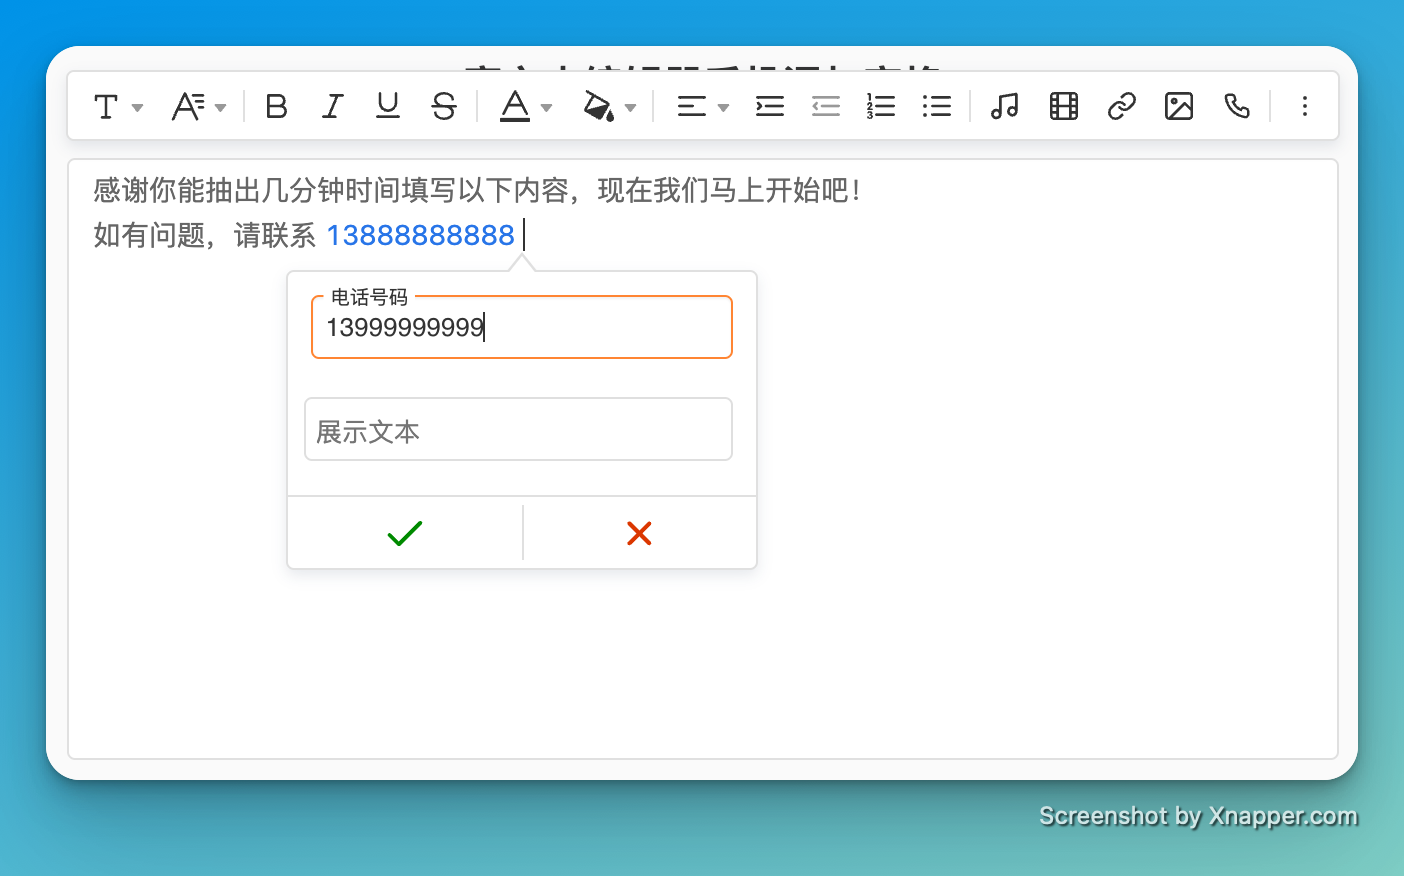 感谢你能抽出几分钟时间填写以下内容，现在我们马上开始吧！
如有问题，请联系 13888888888
电话号码
13999999999
展示文本
Screenshot by Xnapper.com